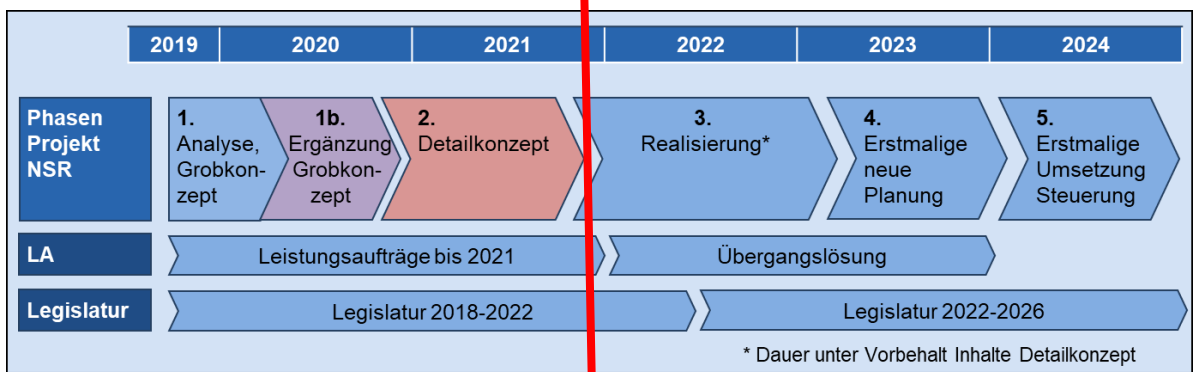 2019 2020 2021 2022 2023 2024
Phasen
Projekt
NSR
1.
Analyse,
Grobkon-
zept
1b.
Ergänzung
Grobkon-
zept
2.
Detailkonzept
3.
Realisierung*
4.
Erstmalige
neue
Planung
5.
Erstmalige
Umsetzung
Steuerung
LA
Leistungsaufträge bis 2021
Übergangslösung
Legislatur
Legislatur 2018-2022
Legislatur 2022-2026
* Dauer unter Vorbehalt Inhalte Detailkonzept